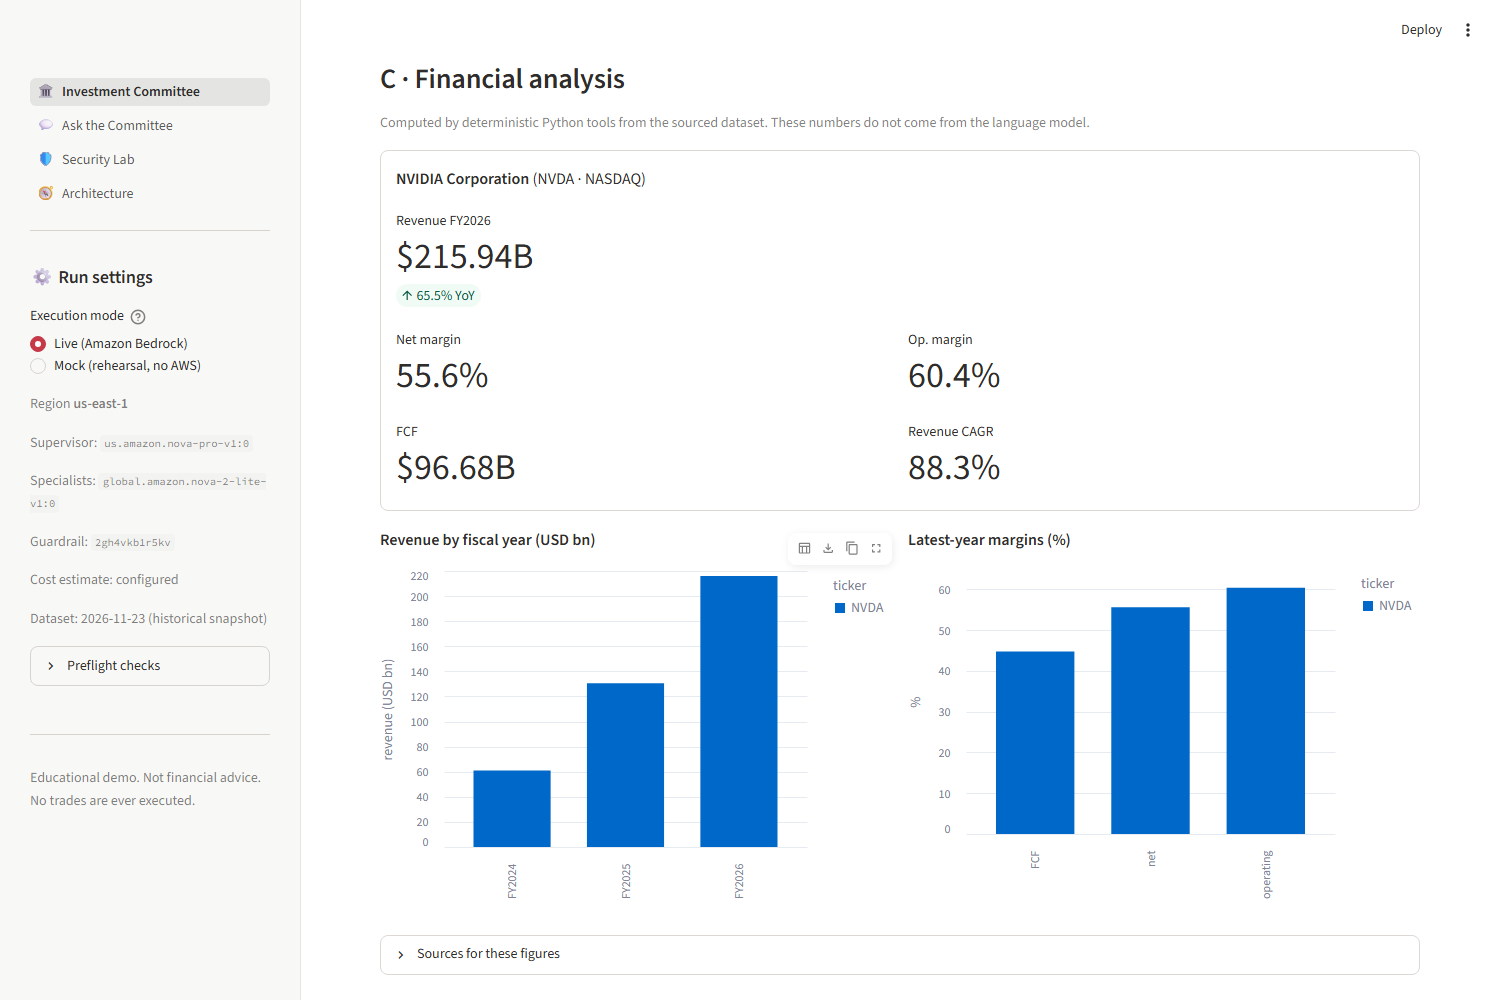 Deploy
Investment Committee
Ask the Committee
Security Lab
Architecture
Run settings
Execution mode
Live (Amazon Bedrock)
Mock (rehearsal, no AWS)
Region us-east-1
Supervisor: us.amazon.nova-pro-v1:0
Specialists: global.amazon.nova-2-lite-
v1:0
Guardrail: 2gh4vkblr5kv
Cost estimate: configured
Dataset: 2026-11-23 (historical snapshot)
Preflight checks
Educational demo. Not financial advice.
No trades are ever executed.
C · Financial analysis
Computed by deterministic Python tools from the sourced dataset. These numbers do not come from the language model.
NVIDIA Corporation (NVDA · NASDAQ)
Revenue FY2026
$215.94B
↑ 65.5% YoY
Net margin
55.6%
Op. margin
60.4%
FCF
$96.68B
Revenue CAGR
88.3%
Revenue by fiscal year (USD bn)
220
200
180
160
140
120
100
80
60
40
20
0
revenue (USD bn)
FY2024
FY2025
FY2026
ticker
NVDA
Latest-year margins (%)
60
50
40
30
20
10
0
%
FCF
net
operating
ticker
NVDA
Sources for these figures